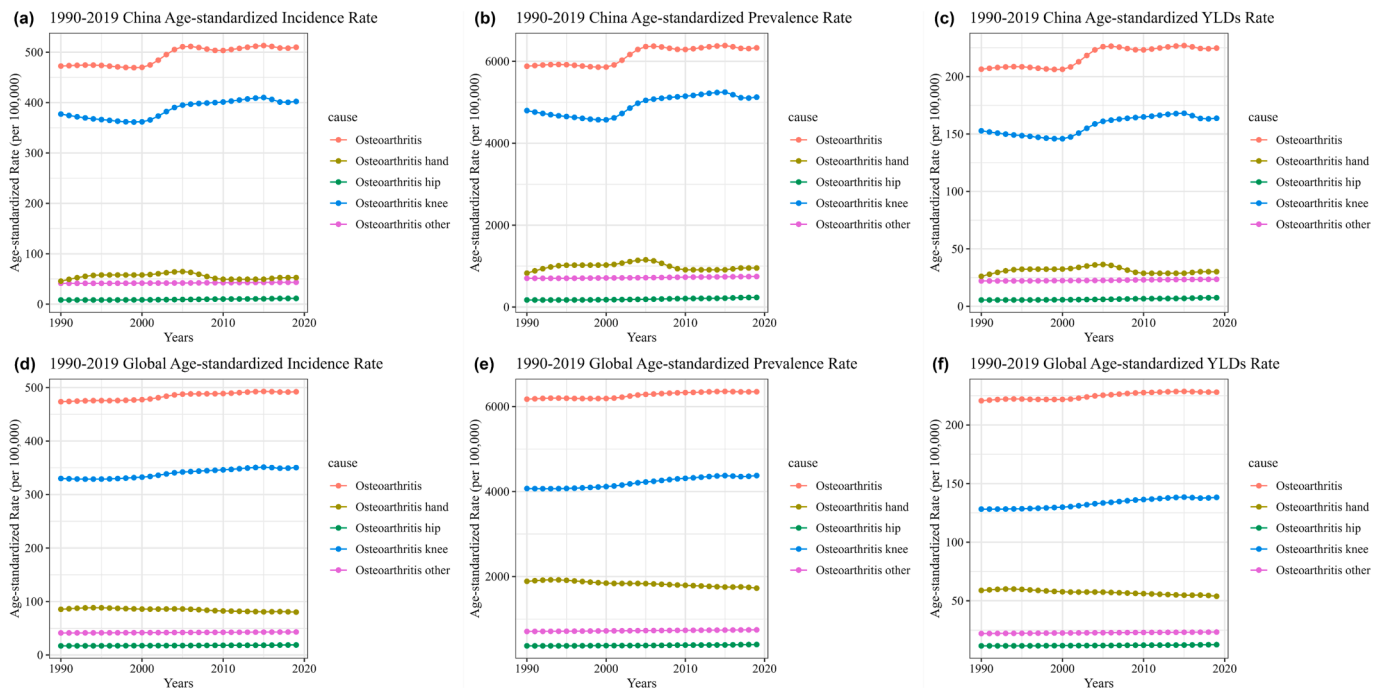 (a) 1990-2019 China Age-standardized Incidence Rate
Age-standardized Rate (per 100,000)
500
400
300
200
100
0
1990 2000 2010 2020
Years
cause
Osteoarthritis
Osteoarthritis hand
Osteoarthritis hip
Osteoarthritis knee
Osteoarthritis other
(b) 1990-2019 China Age-standardized Prevalence Rate
Age-standardized Rate (per 100,000)
6000
4000
2000
0
1990 2000 2010 2020
Years
cause
Osteoarthritis
Osteoarthritis hand
Osteoarthritis hip
Osteoarthritis knee
Osteoarthritis other
(c) 1990-2019 China Age-standardized YLDs Rate
Age-standardized Rate (per 100,000)
200
150
100
50
0
1990 2000 2010 2020
Years
cause
Osteoarthritis
Osteoarthritis hand
Osteoarthritis hip
Osteoarthritis knee
Osteoarthritis other
(d) 1990-2019 Global Age-standardized Incidence Rate
Age-standardized Rate (per 100,000)
500
400
300
200
100
0
1990 2000 2010 2020
Years
cause
Osteoarthritis
Osteoarthritis hand
Osteoarthritis hip
Osteoarthritis knee
Osteoarthritis other
(e) 1990-2019 Global Age-standardized Prevalence Rate
Age-standardized Rate (per 100,000)
6000
4000
2000
1990 2000 2010 2020
Years
cause
Osteoarthritis
Osteoarthritis hand
Osteoarthritis hip
Osteoarthritis knee
Osteoarthritis other
(f) 1990-2019 Global Age-standardized YLDs Rate
Age-standardized Rate (per 100,000)
200
150
100
50
1990 2000 2010 2020
Years
cause
Osteoarthritis
Osteoarthritis hand
Osteoarthritis hip
Osteoarthritis knee
Osteoarthritis other